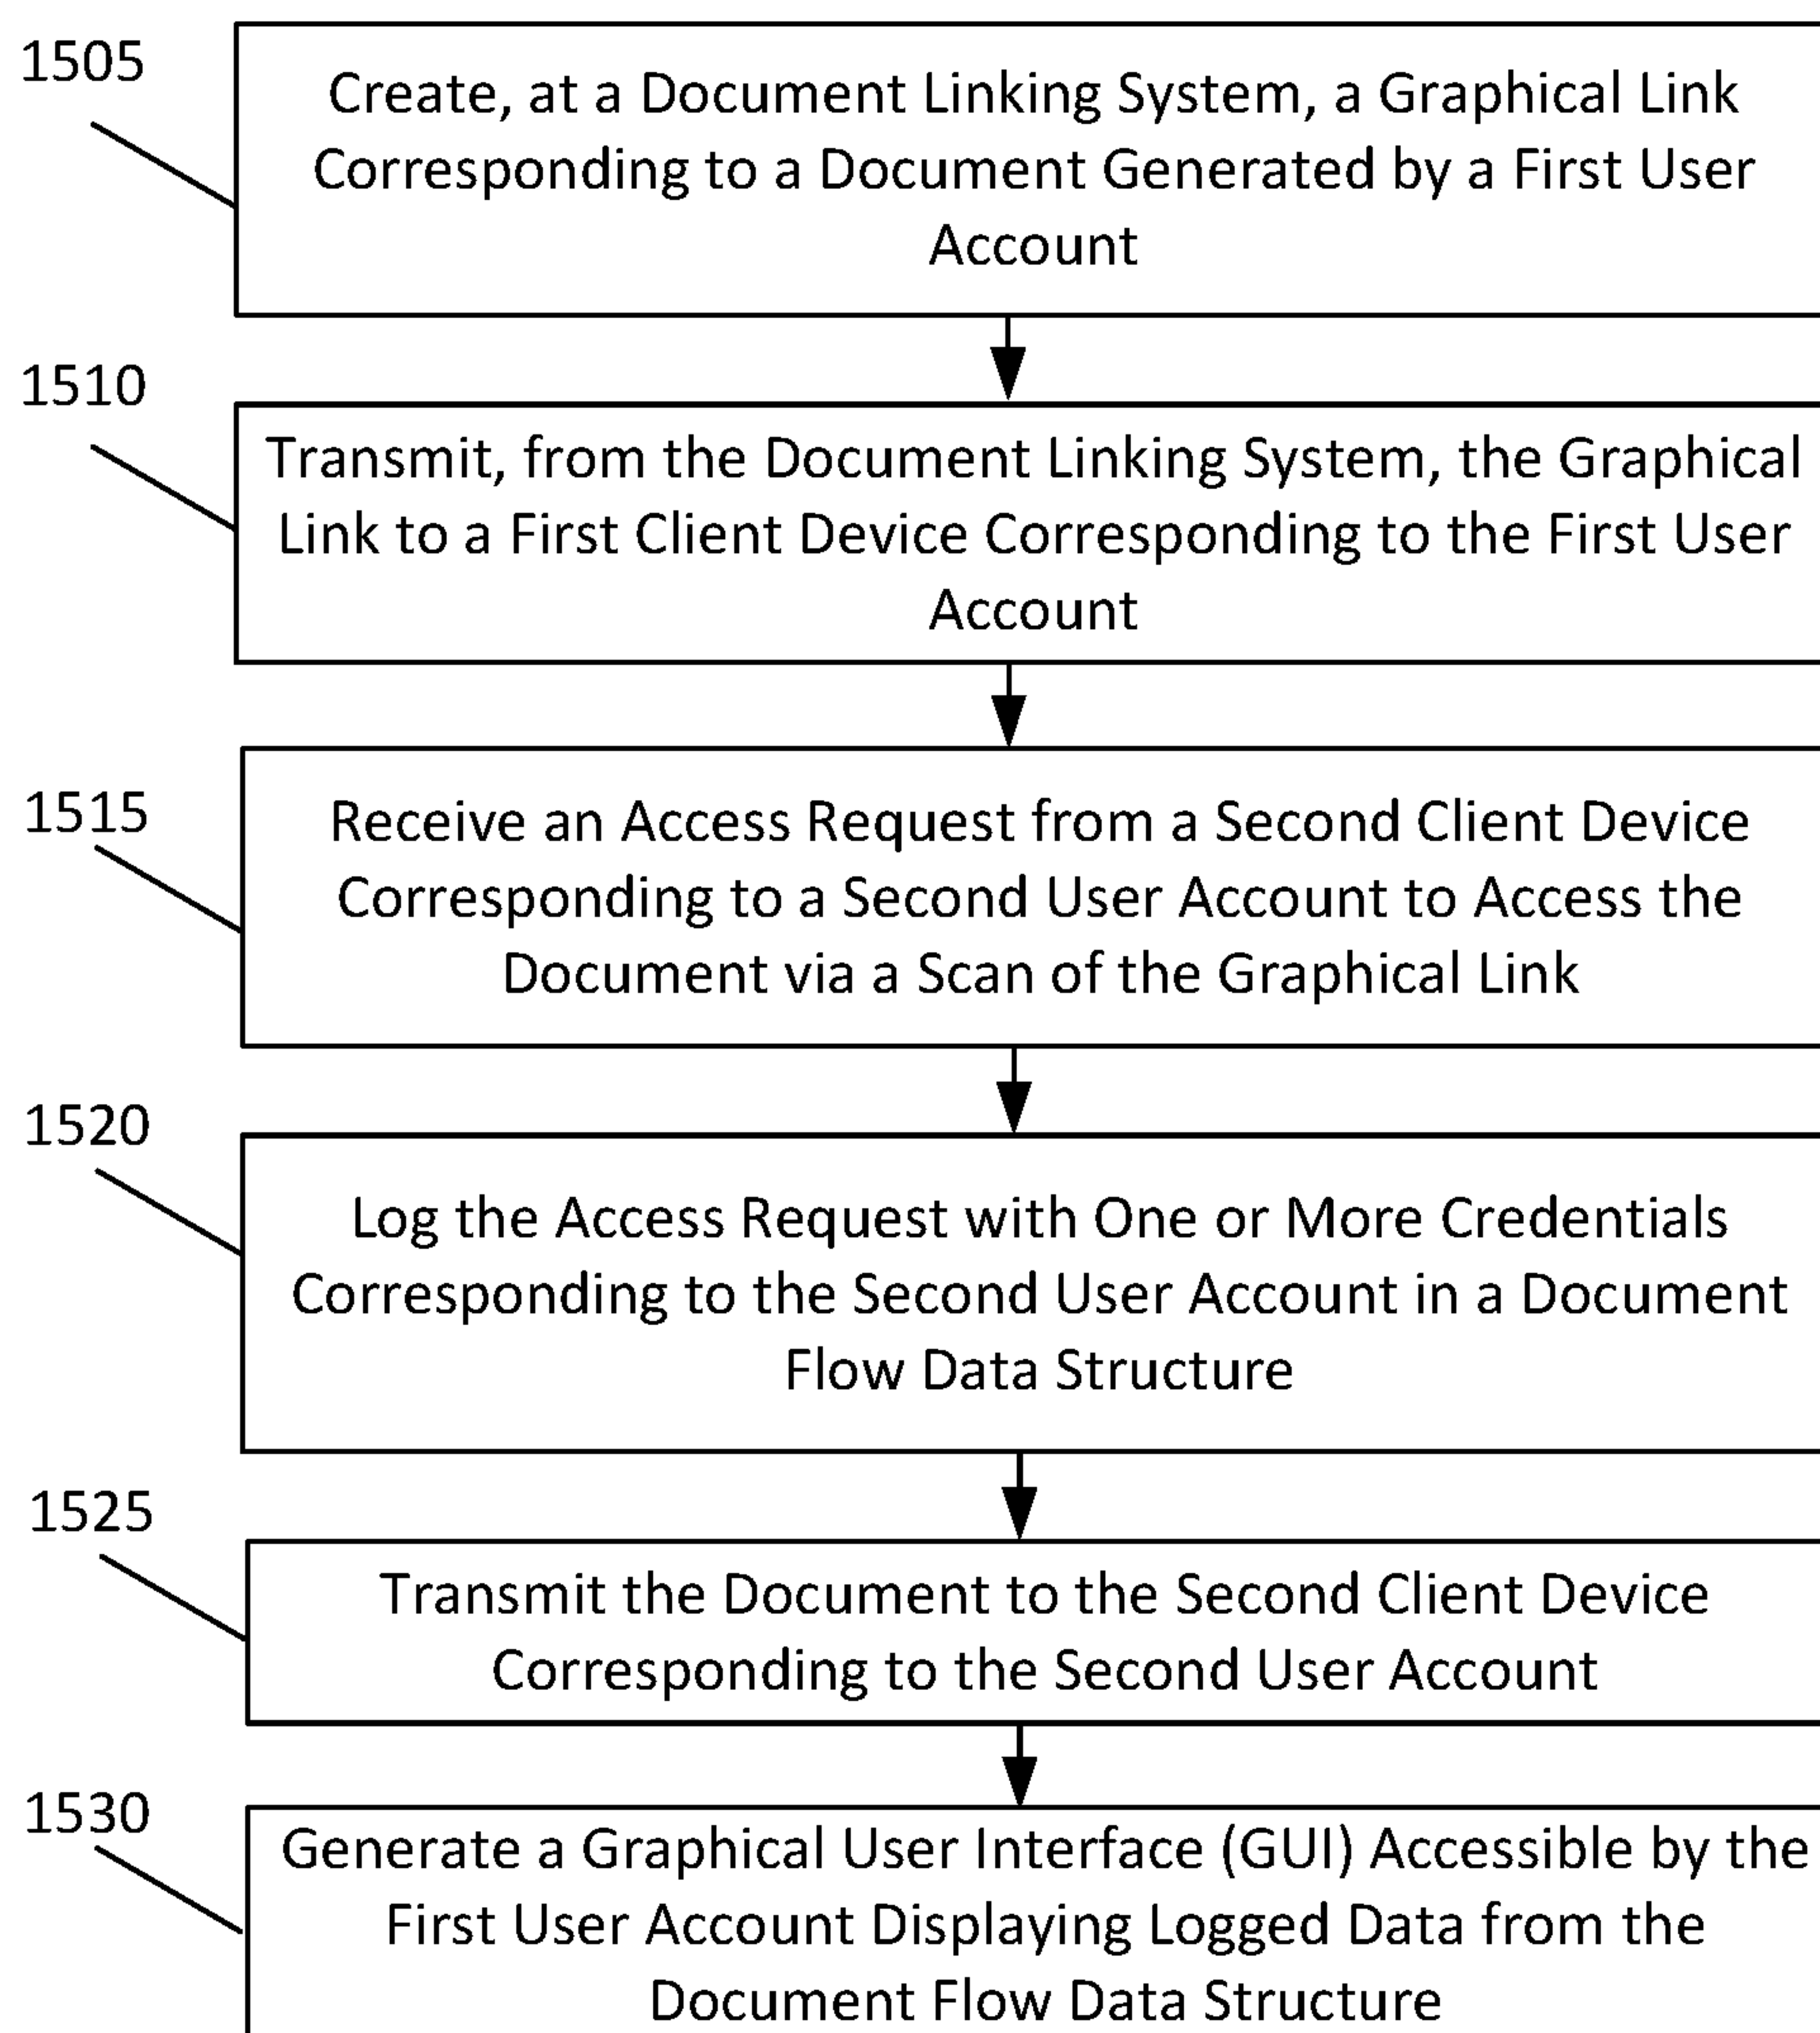 1505
Create, at a Document Linking System, a Graphical Link
Corresponding to a Document Generated by a First User
Account
1510
Transmit, from the Document Linking System, the Graphical
Link to a First Client Device Corresponding to the First User
Account
1515
Receive an Access Request from a Second Client Device
Corresponding to a Second User Account to Access the
Document via a Scan of the Graphical Link
1520
Log the Access Request with One or More Credentials
Corresponding to the Second User Account in a Document
Flow Data Structure
1525
Transmit the Document to the Second Client Device
Corresponding to the Second User Account
1530
Generate a Graphical User Interface (GUI) Accessible by the
First User Account Displaying Logged Data from the
Document Flow Data Structure